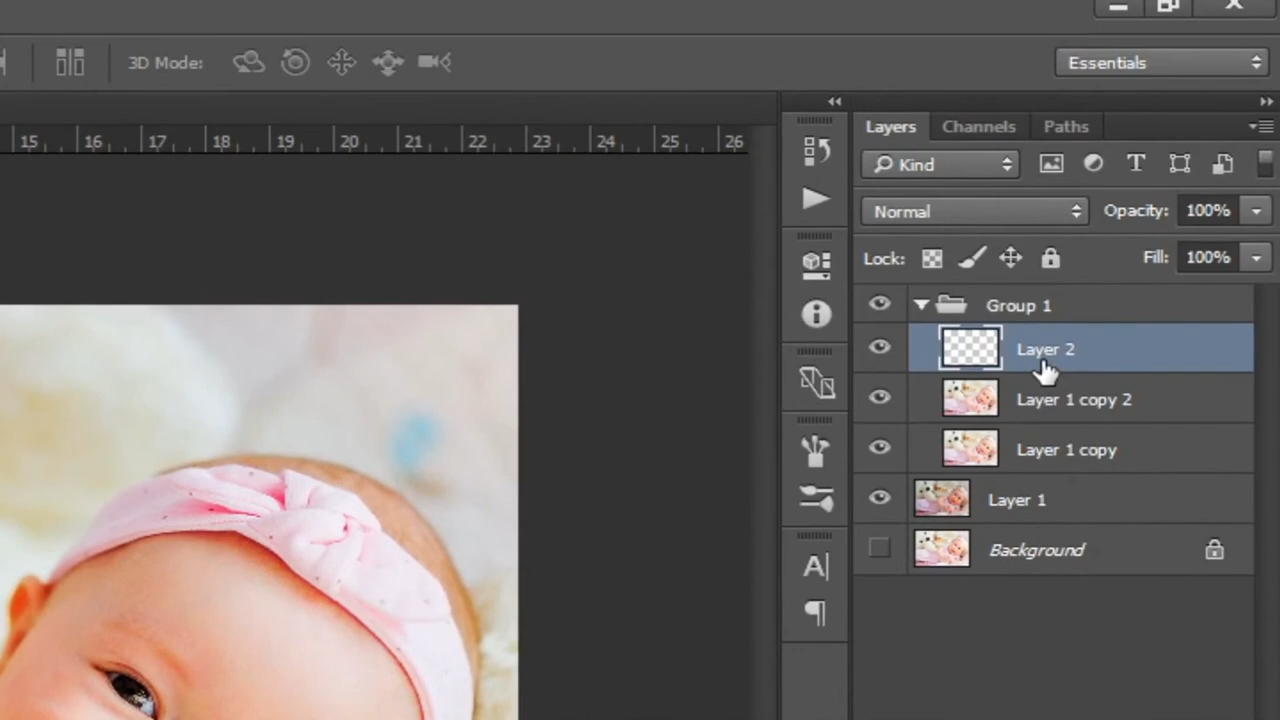 3D Mode:
Essentials
15 16 17 18 19 20 21 22 23 24 25 26
Layers Channels Paths
Kind
Normal Opacity: 100%
Lock: Fill: 100%
Group 1
Layer 2
Layer 1 copy 2
Layer 1 copy
Layer 1
Background